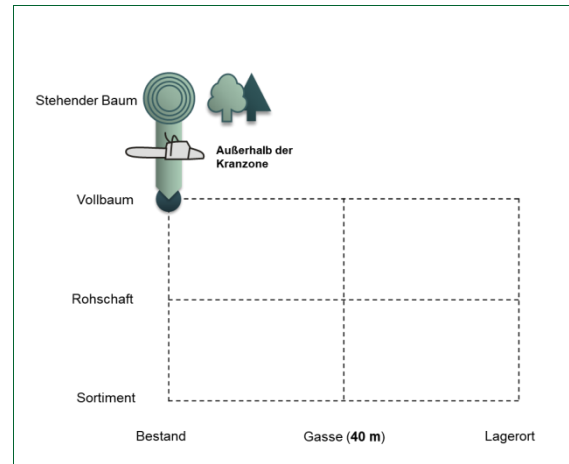 Stehender Baum
Außerhalb der
Kranzone
Vollbaum
Rohschaft
Sortiment
Bestand
Gasse (40 m)
Lagerort